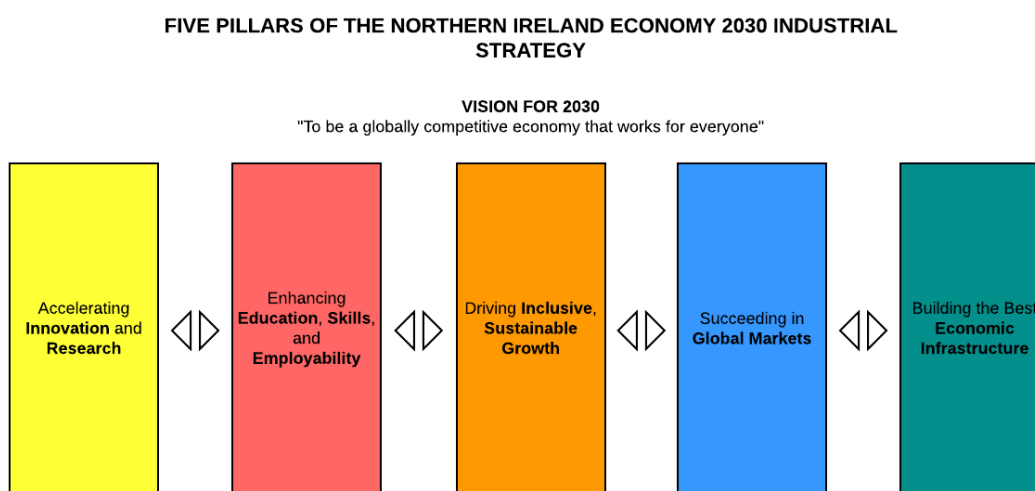 FIVE PILLARS OF THE NORTHERN IRELAND ECONOMY 2030 INDUSTRIAL
STRATEGY
VISION FOR 2030
"To be a globally competitive economy that works for everyone"
Accelerating
Innovation and
Research
Enhancing
Education, Skills,
and
Employability
Driving Inclusive,
Sustainable
Growth
Succeeding in
Global Markets
Building the Best
Economic
Infrastructure